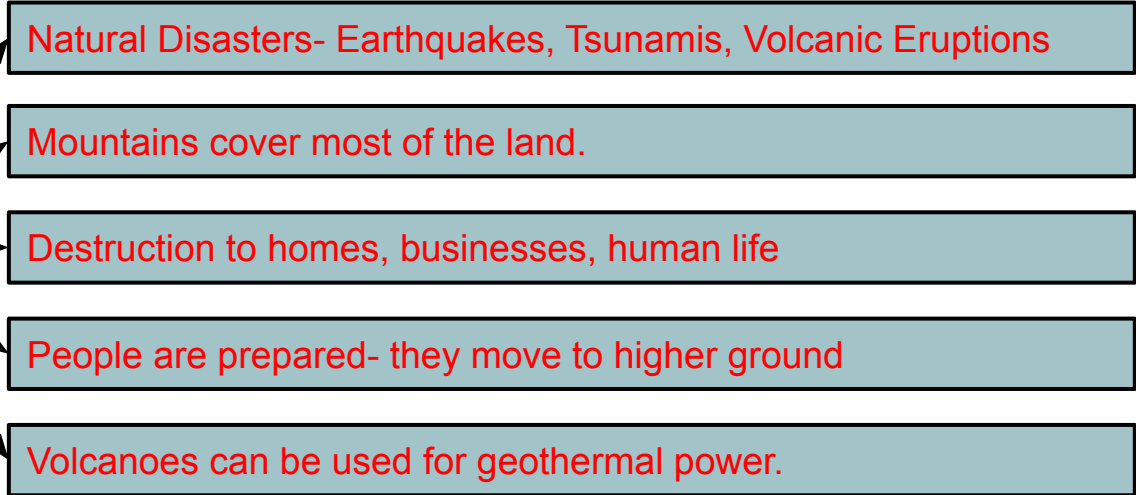 Natural Disasters- Earthquakes, Tsunamis, Volcanic Eruptions
Mountains cover most of the land.
Destruction to homes, businesses, human life
People are prepared- they move to higher ground
Volcanoes can be used for geothermal power.